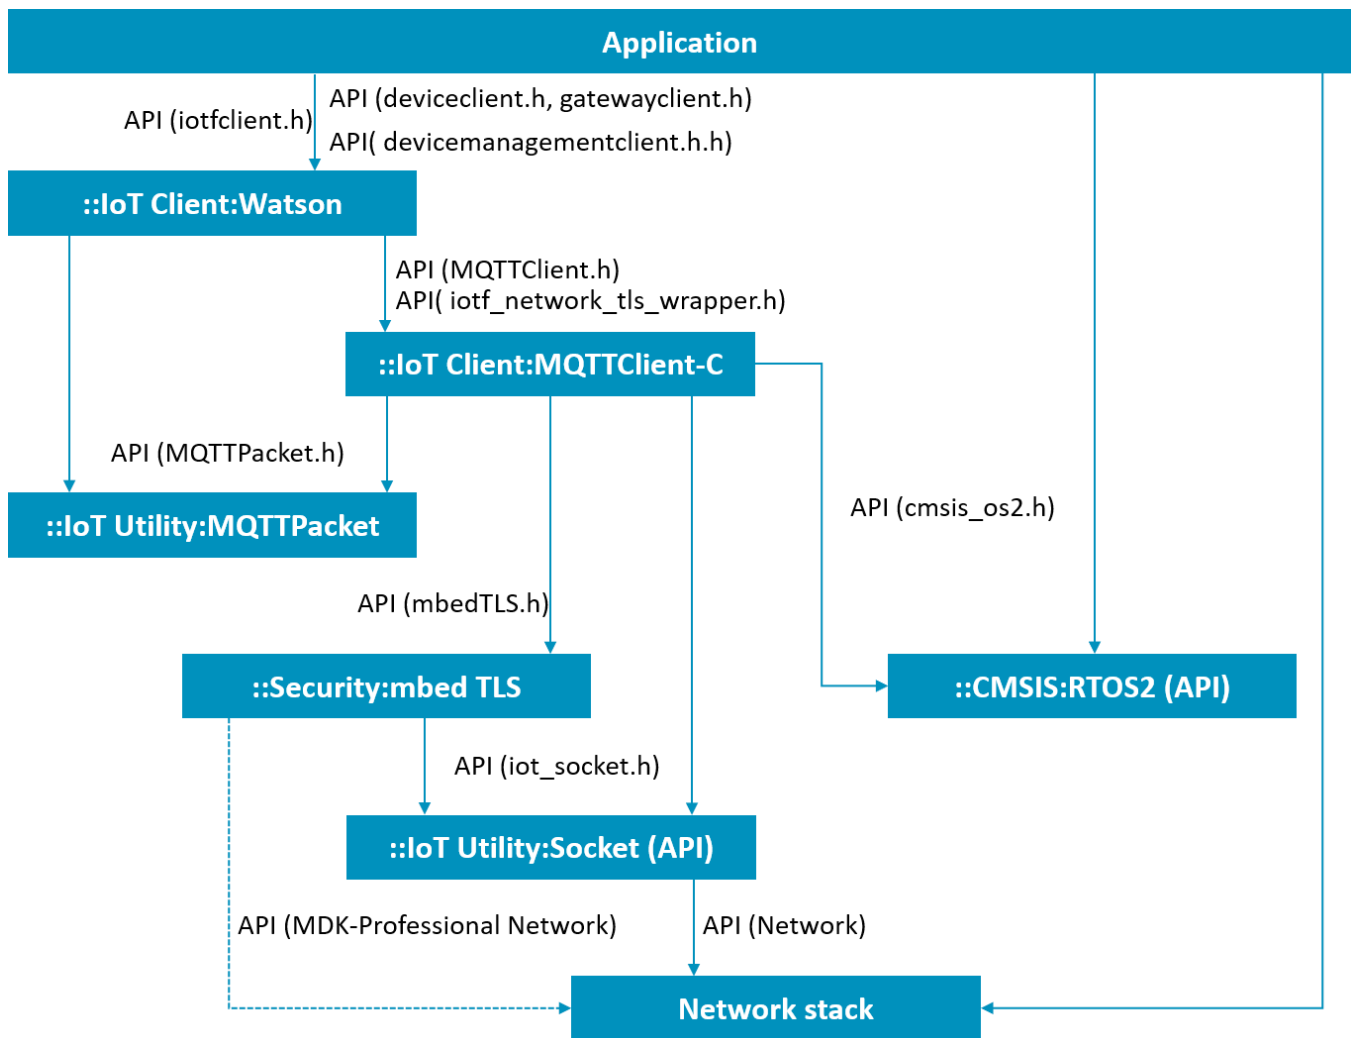 Application
API (deviceclient.h, gatewayclient.h)
API (iotfclient.h)
API( devicemanagementclient.h.h)
::IoT Client:Watson
API (MQTTClient.h)
API( iotf_network_tls_wrapper.h)
::IoT Client:MQTTClient-C
API (MQTTPacket.h)
API (cmsis_os2.h)
::IoT Utility:MQTTPacket
API (mbedTLS.h)
::Security:mbed TLS
::CMSIS:RTOS2 (API)
API (iot_socket.h)
::IoT Utility:Socket (API)
API (MDK-Professional Network)
API (Network)
Network stack